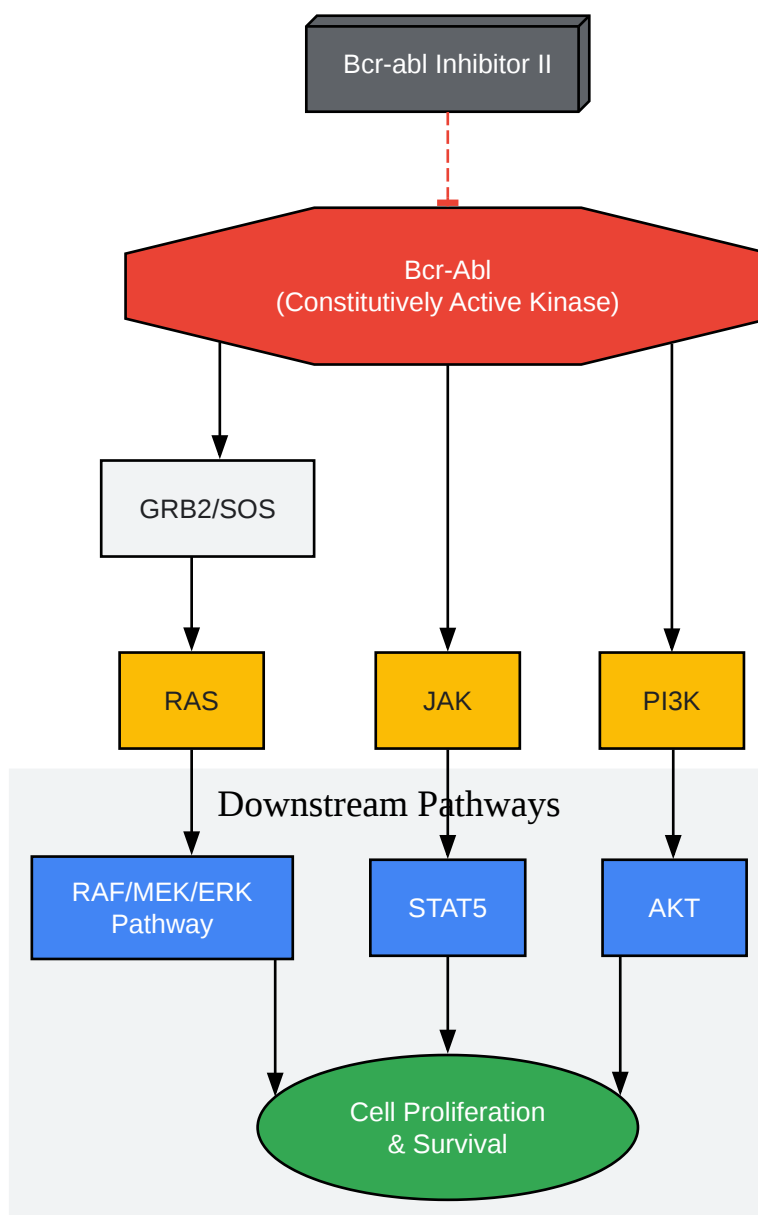 Bcr-abl Inhibitor II
Bcr-Abl
(Constitutively Active Kinase)
GRB2/SOS
RAS
JAK
PI3K
Downstream Pathways
RAF/MEK/ERK
Pathway
STAT5
AKT
Cell Proliferation
& Survival